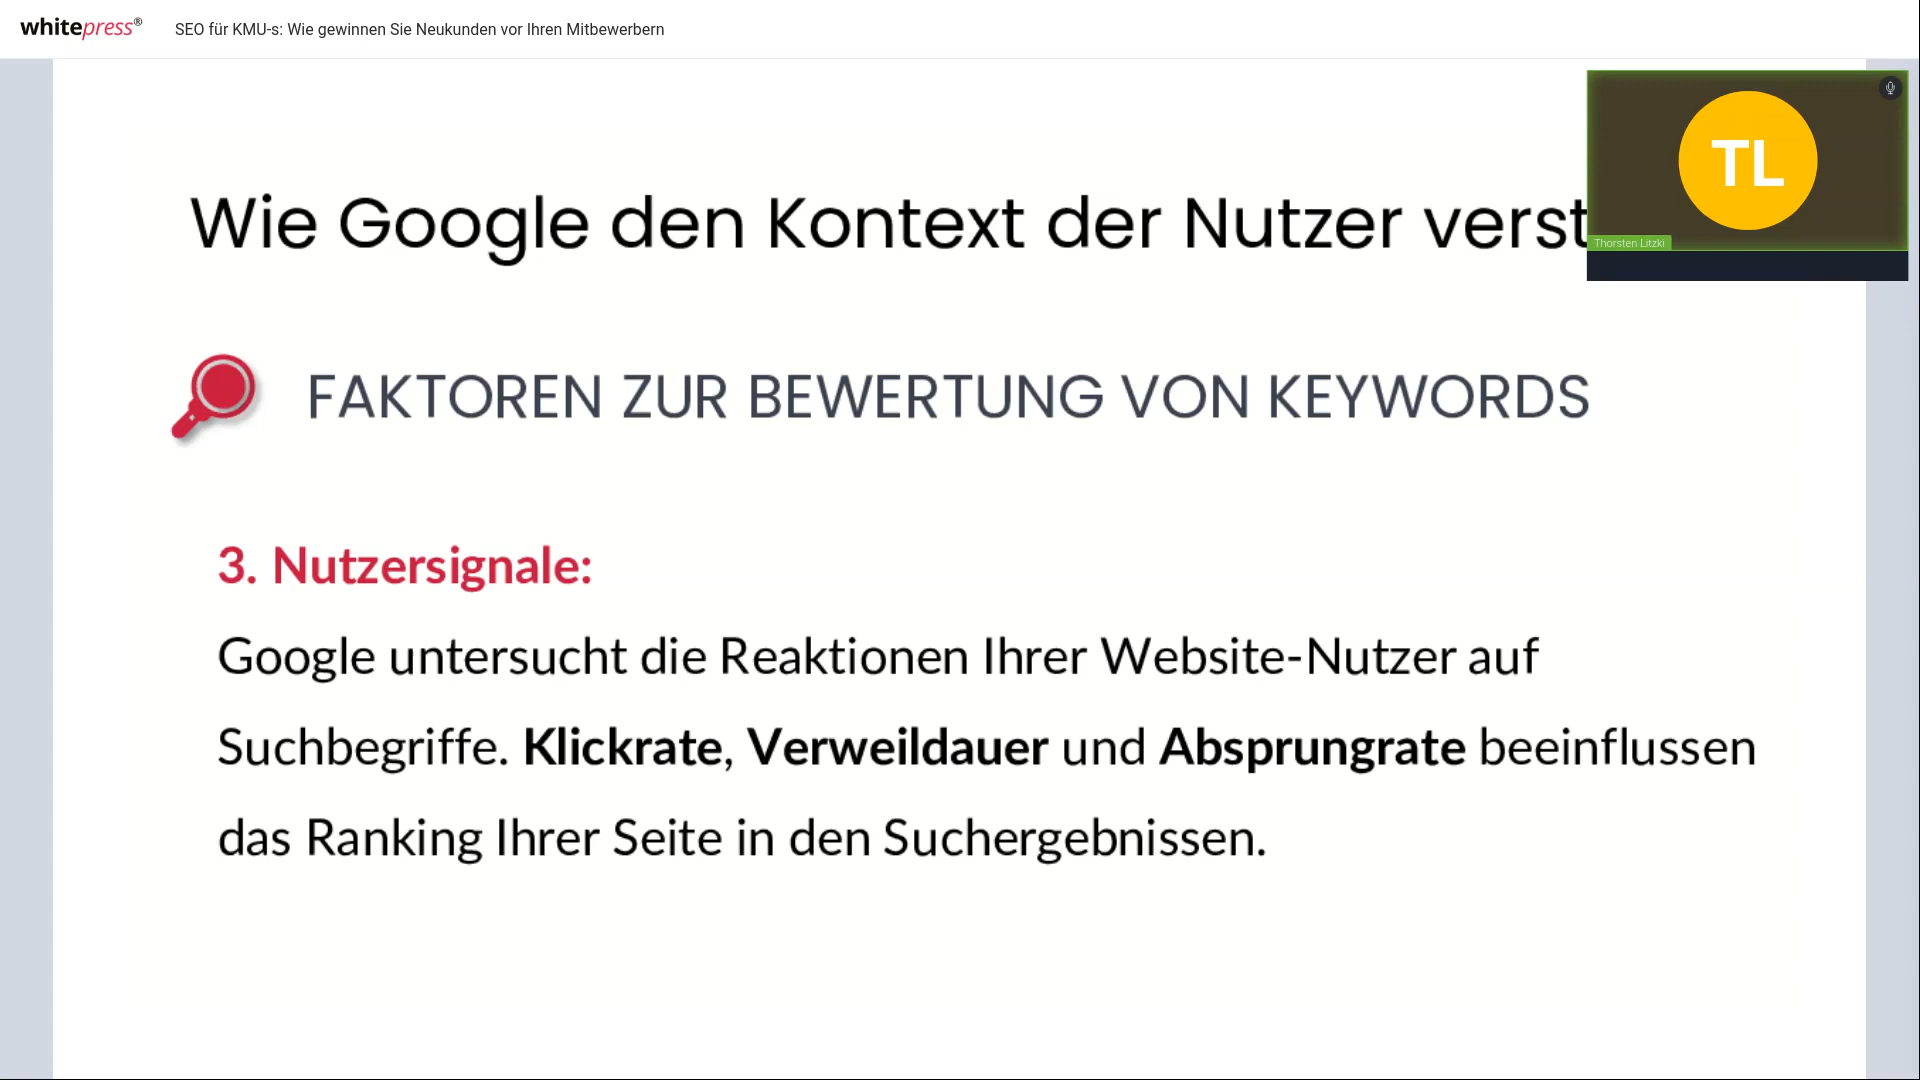 whitepress®
SEO für KMU-s: Wie gewinnen Sie Neukunden vor Ihren Mitbewerbern
TL
Thorsten Litzki
Wie Google den Kontext der Nutzer verst
FAKTOREN ZUR BEWERTUNG VON KEYWORDS
3. Nutzersignale:
Google untersucht die Reaktionen Ihrer Website-Nutzer auf
Suchbegriffe. Klickrate, Verweildauer und Absprungrate beeinflussen
das Ranking Ihrer Seite in den Suchergebnissen.